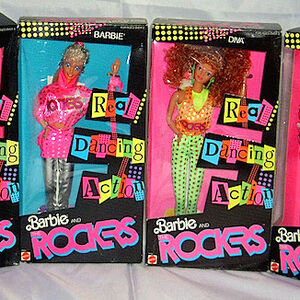 BARBIE
Real
Dancing
Action
Barbie AND
ROCKERS
DIVA
Real
Dancing
Action
Barbie AND
ROCKERS